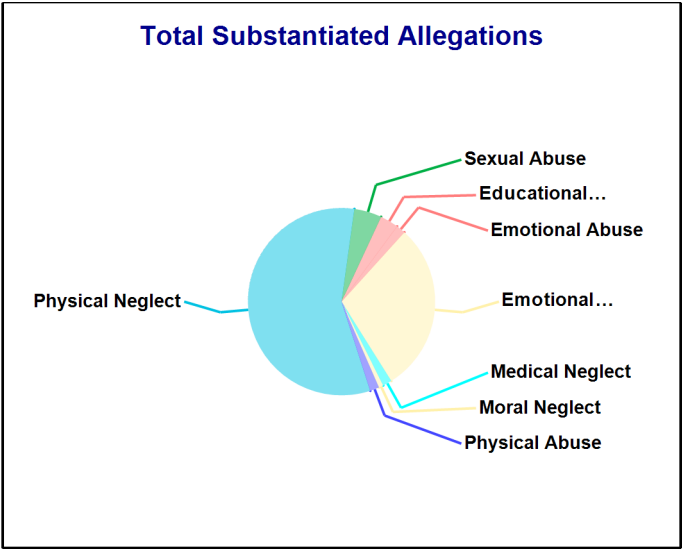 Total Substantiated Allegations
Sexual Abuse
Educational...
Emotional Abuse
Physical Neglect
Emotional...
Medical Neglect
Moral Neglect
Physical Abuse